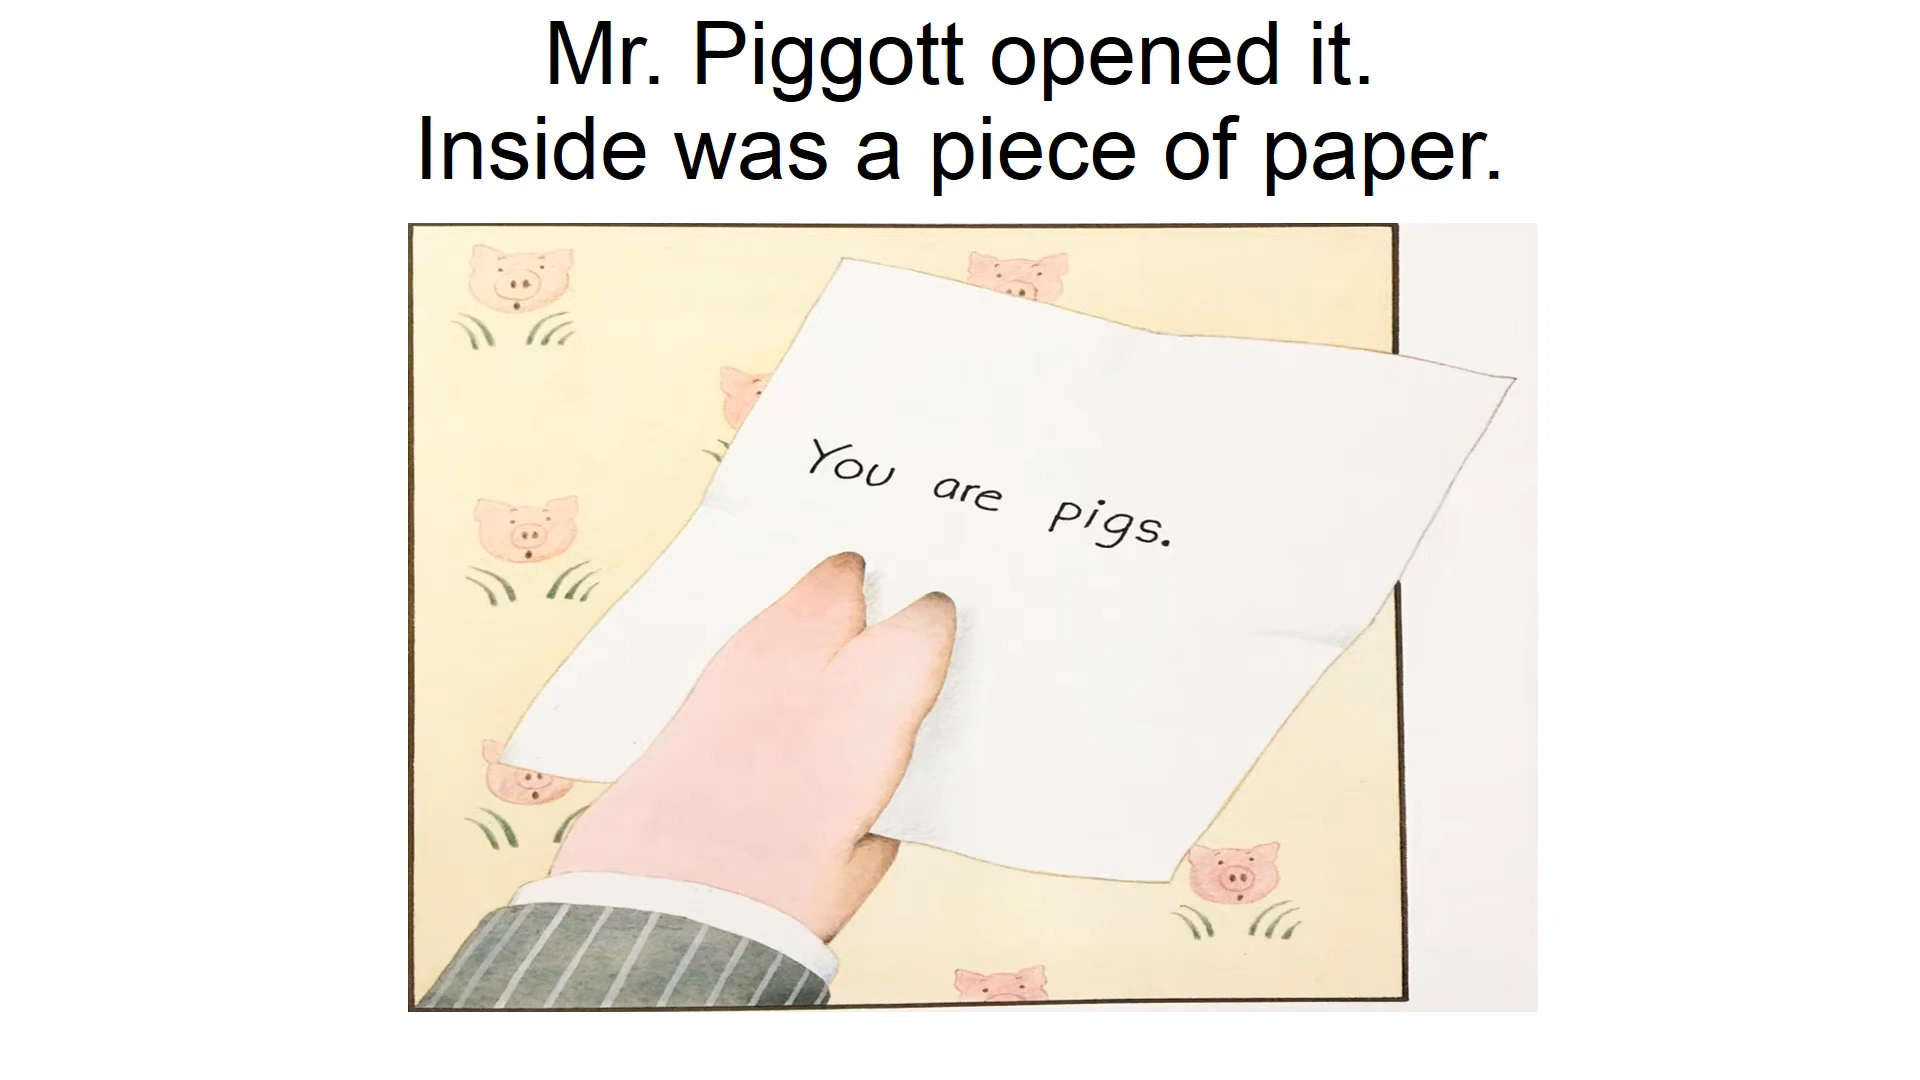 Mr. Piggott opened it.
Inside was a piece of paper.
You are pigs.